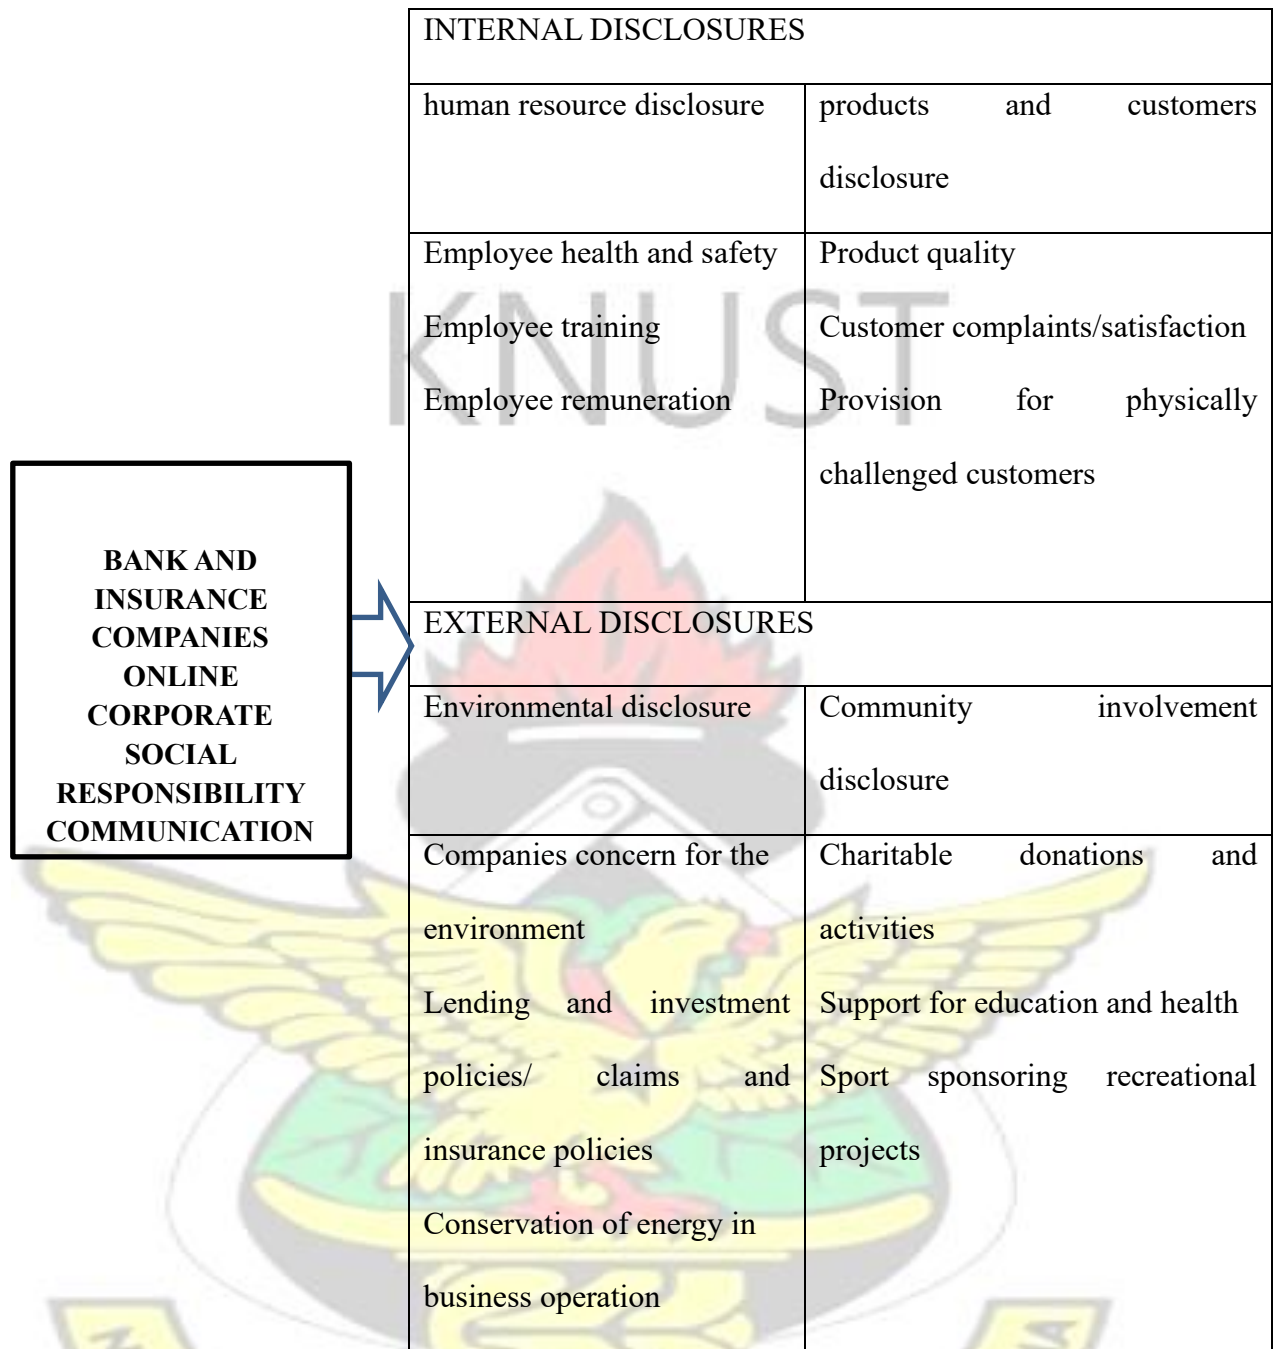 INTERNAL DISCLOSURES
human resource disclosure
products and customers
disclosure
Employee health and safety
Employee training
Employee remuneration
Product quality
Customer complaints/satisfaction
Provision for physically
challenged customers
KNUST
BANK AND
INSURANCE
COMPANIES
ONLINE
CORPORATE
SOCIAL
RESPONSIBILITY
COMMUNICATION
EXTERNAL DISCLOSURES
Environmental disclosure
Community involvement
disclosure
Companies concern for the
environment
Lending and investment
policies/ claims and
insurance policies
Conservation of energy in
business operation
Charitable donations and
activities
Support for education and health
Sport sponsoring recreational
projects